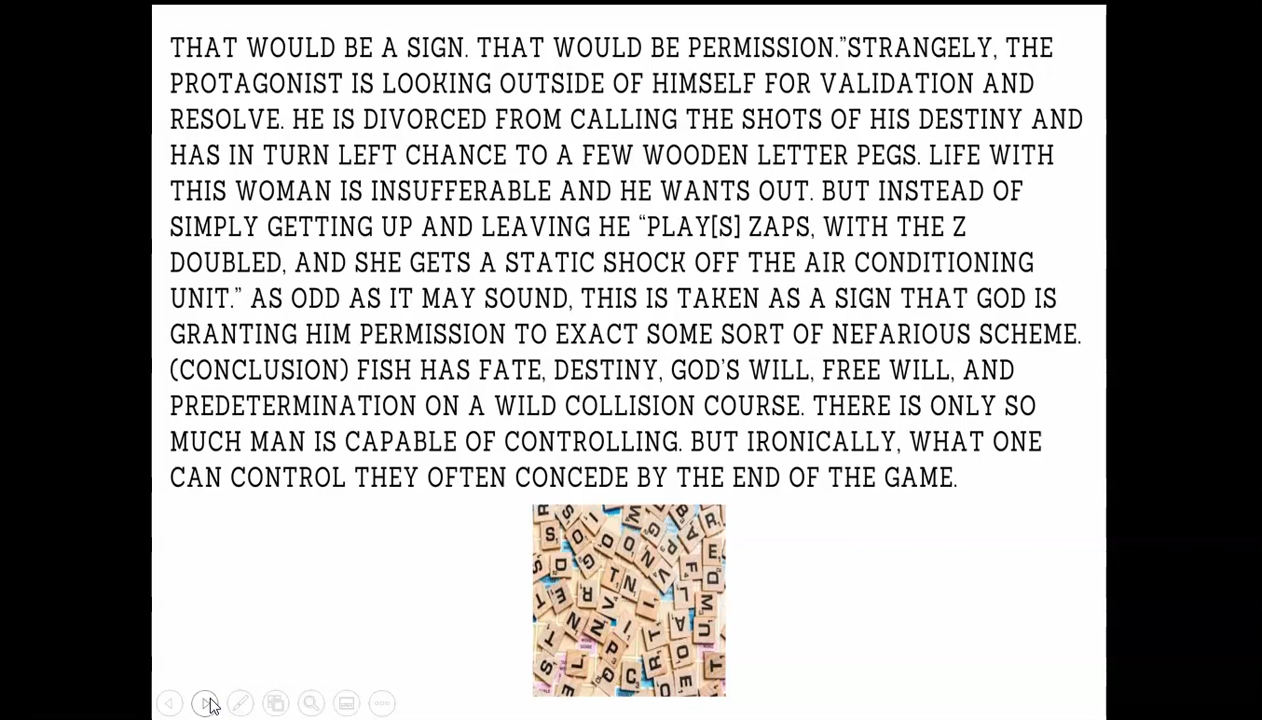 THAT WOULD BE A SIGN. THAT WOULD BE PERMISSION.”STRANGELY, THE
PROTAGONIST IS LOOKING OUTSIDE OF HIMSELF FOR VALIDATION AND
RESOLVE. HE IS DIVORCED FROM CALLING THE SHOTS OF HIS DESTINY AND
HAS IN TURN LEFT CHANCE TO A FEW WOODEN LETTER PEGS. LIFE WITH
THIS WOMAN IS INSUFFERABLE AND HE WANTS OUT. BUT INSTEAD OF
SIMPLY GETTING UP AND LEAVING HE “PLAY[S] ZAPS, WITH THE Z
DOUBLED, AND SHE GETS A STATIC SHOCK OFF THE AIR CONDITIONING
UNIT.” AS ODD AS IT MAY SOUND, THIS IS TAKEN AS A SIGN THAT GOD IS
GRANTING HIM PERMISSION TO EXACT SOME SORT OF NEFARIOUS SCHEME.
(CONCLUSION) FISH HAS FATE, DESTINY, GOD’S WILL, FREE WILL, AND
PREDETERMINATION ON A WILD COLLISION COURSE. THERE IS ONLY SO
MUCH MAN IS CAPABLE OF CONTROLLING. BUT IRONICALLY, WHAT ONE
CAN CONTROL THEY OFTEN CONCEDE BY THE END OF THE GAME.